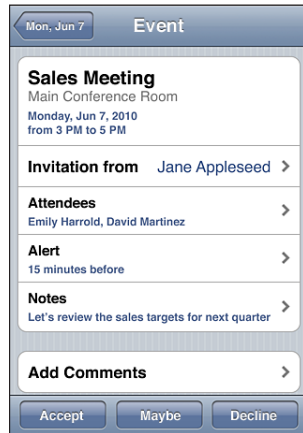 Mon, Jun 7
Event
Sales Meeting
Main Conference Room
Monday, Jun 7, 2010
from 3 PM to 5 PM
Invitation from Jane Appleseed
Attendees
Emily Harrold, David Martinez
Alert
15 minutes before
Notes
Let's review the sales targets for next quarter
Add Comments
Accept Maybe Decline